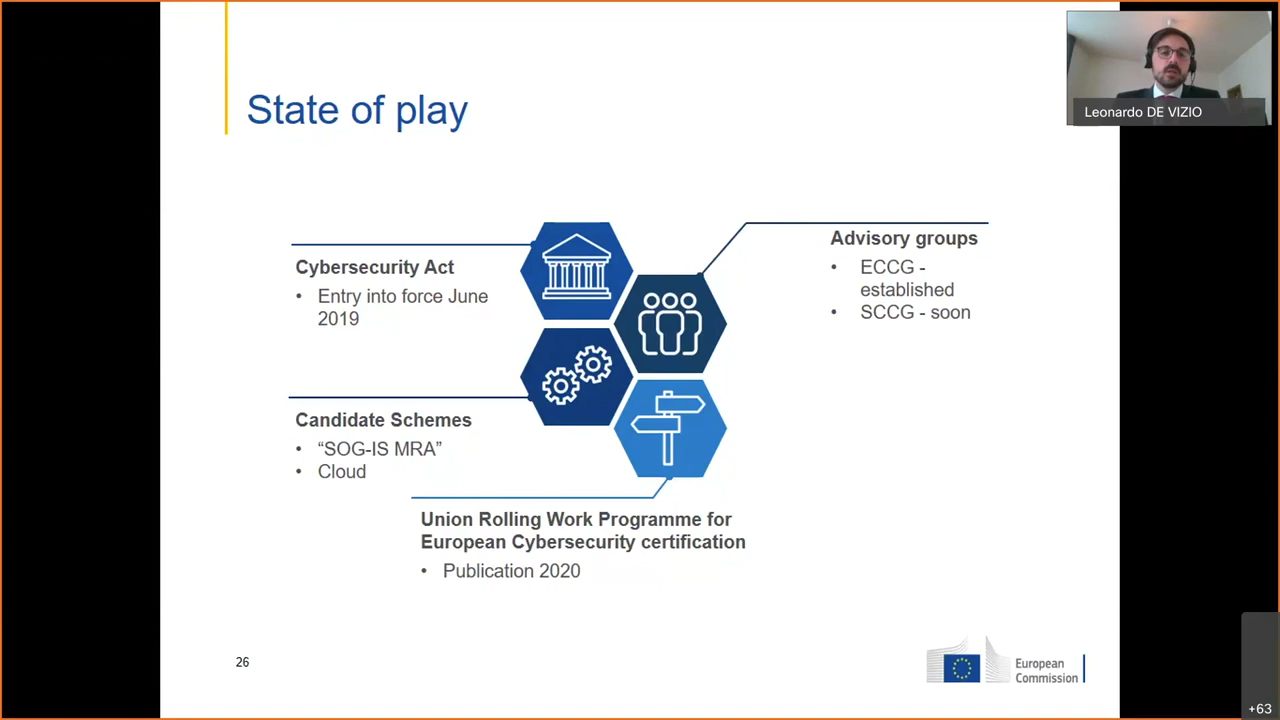 State of play
Leonardo DE VIZIO
Cybersecurity Act
• Entry into force June
2019
Advisory groups
• ECCG -
established
• SCCG - soon
Candidate Schemes
• “SOG-IS MRA”
• Cloud
Union Rolling Work Programme for
European Cybersecurity certification
• Publication 2020
26
European
Commission
+63